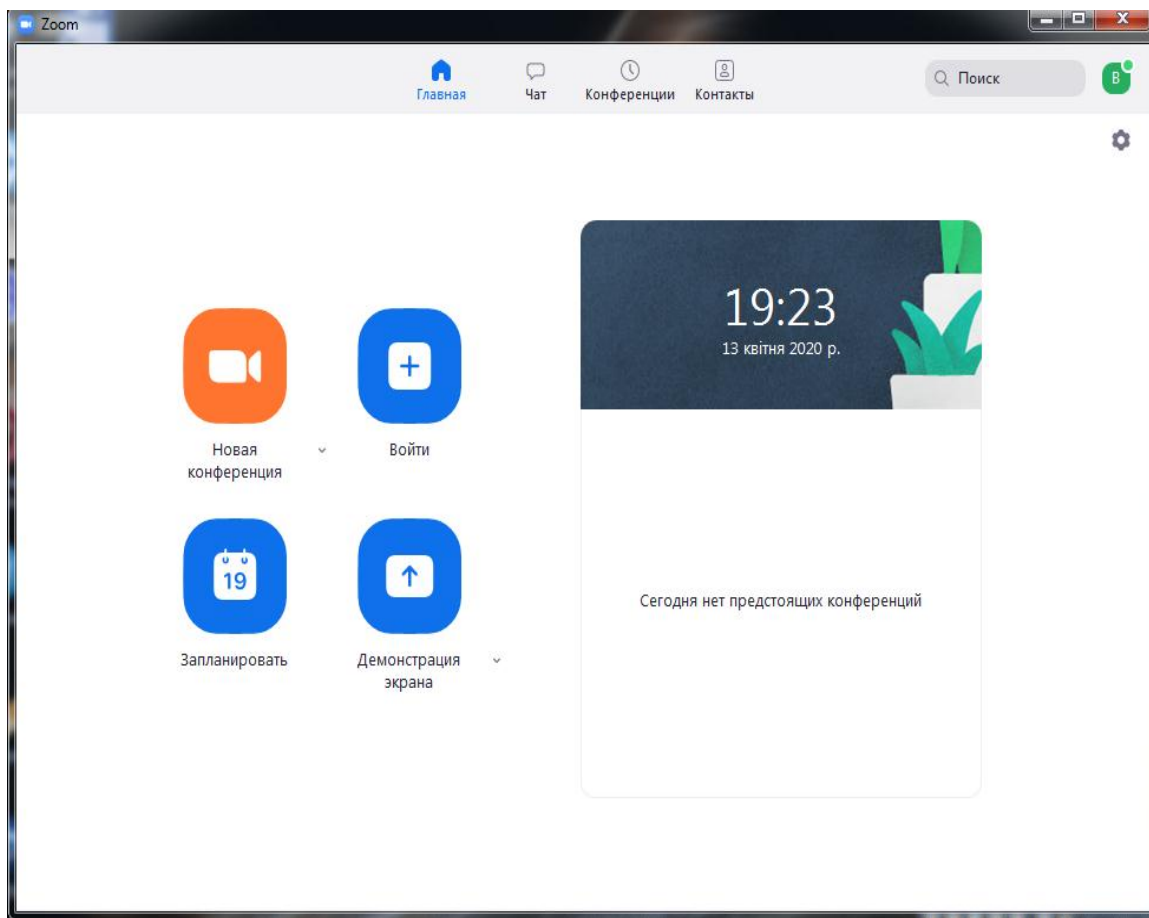 Zoom
Главная
Чат
Конференции
Контакты
Поиск
В
19:23
13 квітня 2020 р.
Новая
конференция
Войти
19
Запланировать
Демонстрация
экрана
Сегодня нет предстоящих конференций